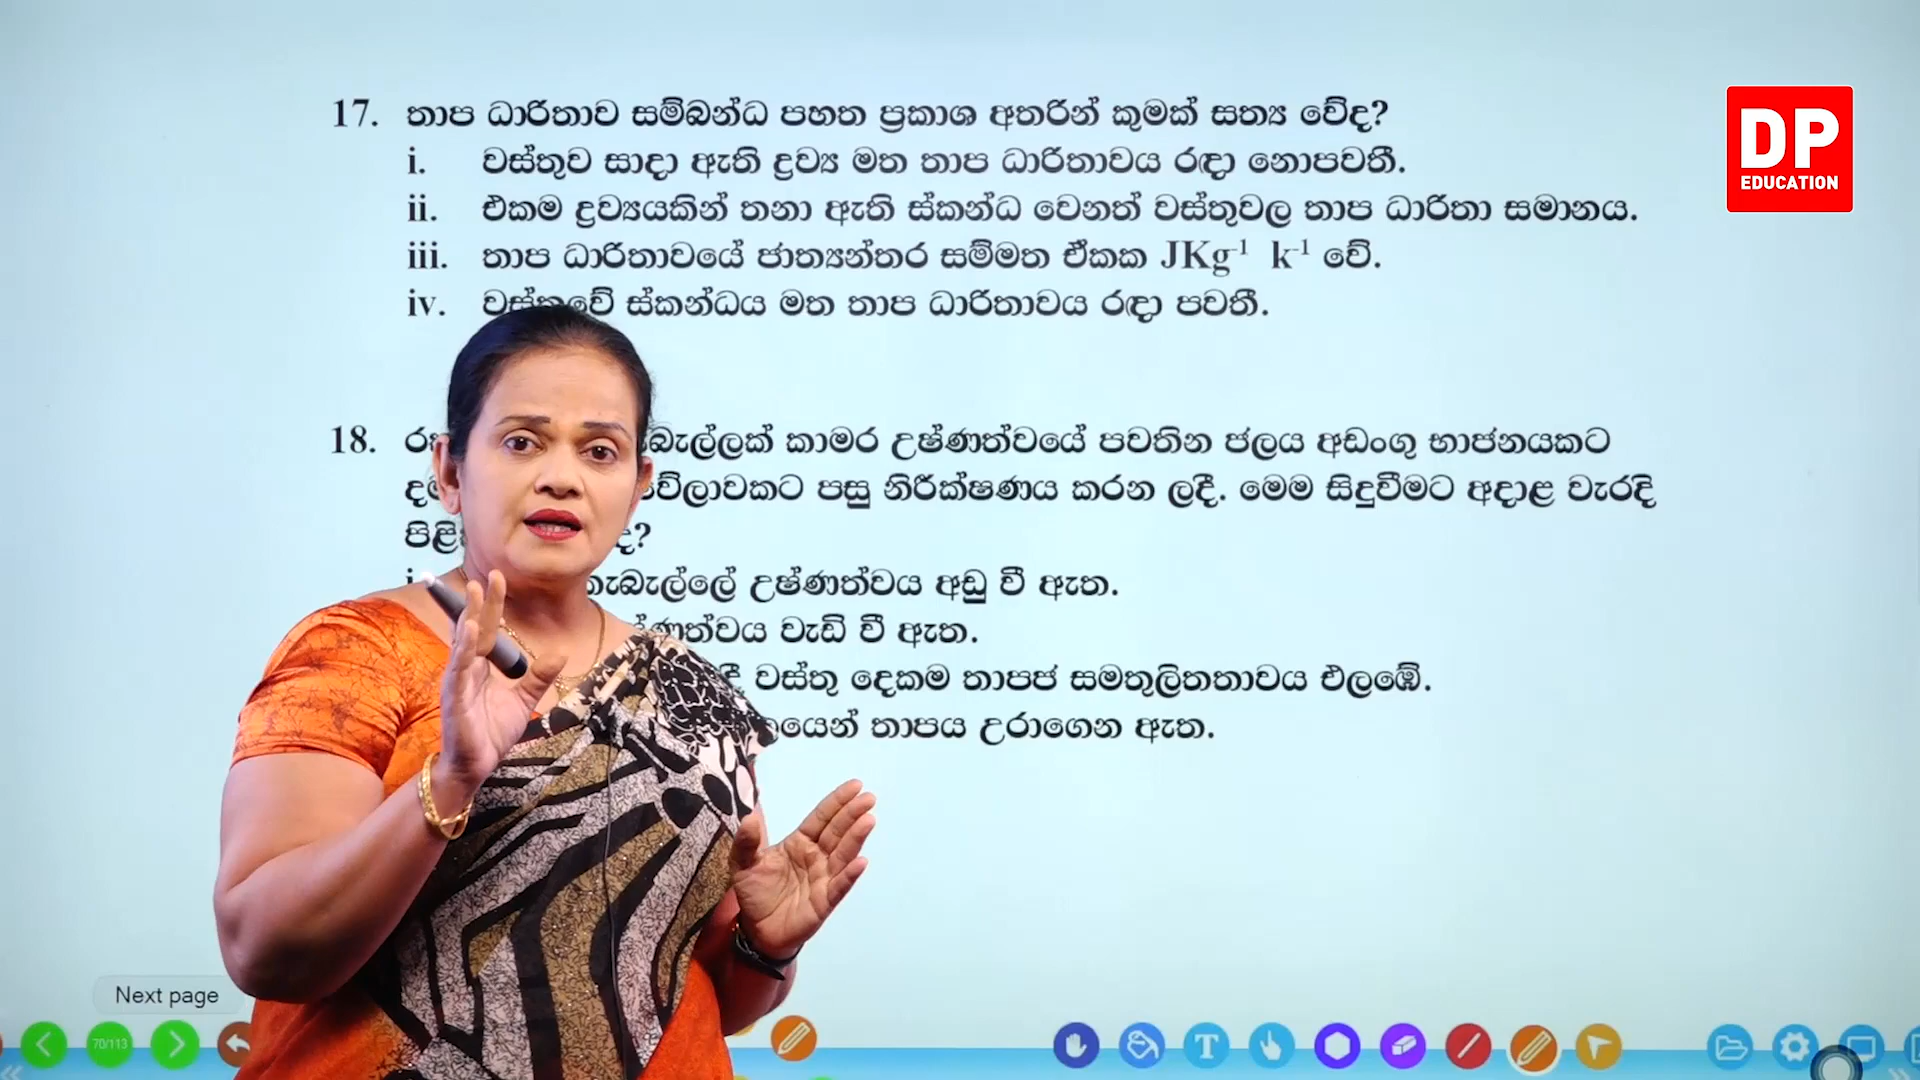 17. තාප ධාරිතාව සම්බන්ධ පහත ප්‍රකාශ අතරින් කුමක් සත්‍ය වේද?
i. වස්තුව සාදා ඇති ද්‍රව්‍ය මත තාප ධාරිතාවය රඳා නොපවතී.
ii. එකම ද්‍රව්‍යයකින් තනා ඇති ස්කන්ධ වෙනත් වස්තුවල තාප ධාරිතා සමානය.
iii. තාප ධාරිතාවයේ ජාත්‍යන්තර සම්මත ඒකක JKg⁻¹ k⁻¹ වේ.
iv. වස්තුවේ ස්කන්ධය මත තාප ධාරිතාවය රඳා පවතී.
DP
EDUCATION
18. කාමර උෂ්ණත්වයේ පවතින ජලය අඩංගු භාජනයකට
පසු නිරීක්ෂණය කරන ලදී. මෙම සිදුවීමට අදාළ වැරදි
උෂ්ණත්වය අඩු වී ඇත.
වැඩි වී ඇත.
වස්තු දෙකම තාපජ සමතුලිතතාවය එලඹේ.
තාපය උරාගෙන ඇත.
Next page
70/113